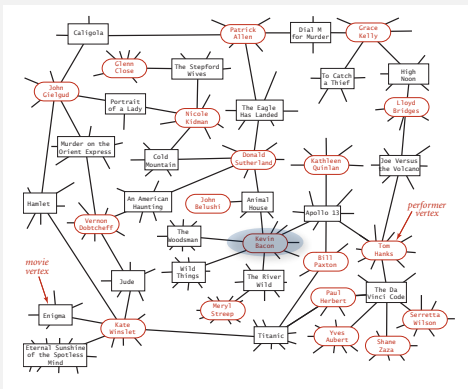 Caligola
Patrick
Allen
Dial M
for Murder
Grace
Kelly
Glenn
Close
The Stepford
Wives
To Catch
a Thief
High
Noon
John
Gielgud
Portrait
of a Lady
Nicole
Kidman
The Eagle
Has Landed
Lloyd
Bridges
Murder on the
Orient Express
Cold
Mountain
Donald
Sutherland
Kathleen
Quinlan
Joe Versus
the Volcano
Hamlet
An American
Haunting
John
Belushi
Animal
House
Apollo 13
performer
vertex
Vernon
Dobtcheff
The
Woodsman
Kevin
Bacon
Tom
Hanks
Bill
Paxton
movie
vertex
Jude
Wild
Things
The River
Wild
Paul
Herbert
The Da
Vinci Code
Enigma
Kate
Winslet
Meryl
Streep
Titanic
Yves
Aubert
Shane
Zaza
Serretta
Wilson
Eternal Sunshine
of the Spotless
Mind